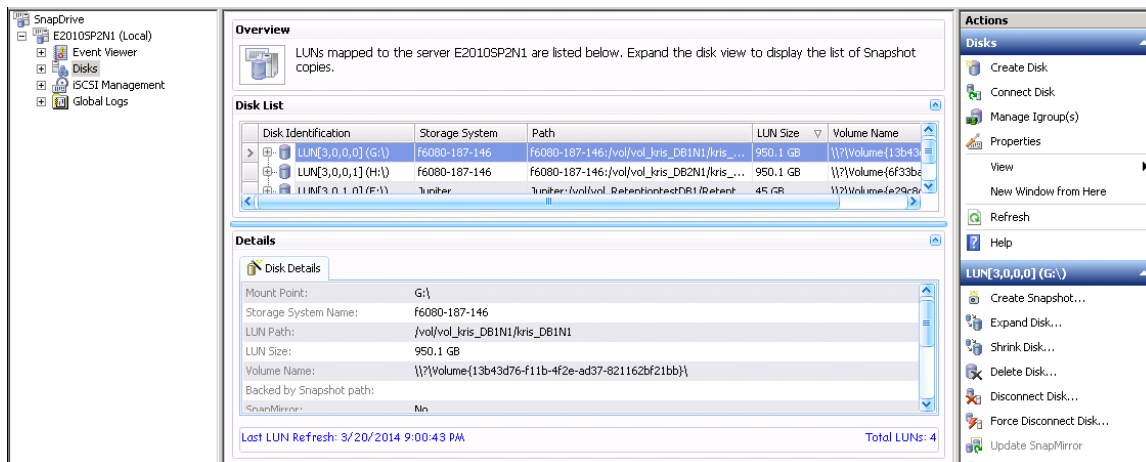 SnapDrive
E2010SP2N1 (Local)
Event Viewer
Disks
iSCSI Management
Global Logs
Overview
LUNs mapped to the server E2010SP2N1 are listed below. Expand the disk view to display the list of Snapshot
copies.
Disk List
Disk Identification Storage System Path LUN Size Volume Name
LUN[3,0,0,0] (G:\) f6080-187-146 f6080-187-146:/vol/vol_kris_DB1N1/kris_... 950.1 GB \\?\Volume{13b43
LUN[3,0,0,1] (H:\) f6080-187-146 f6080-187-146:/vol/vol_kris_DB2N1/kris_... 950.1 GB \\?\Volume{6f33ba
LUN[3,0,1,0] (E:\) Jupiter Jupiter:/vol/vol_RetentiontestDB1/Retent... 45 GB \\?\Volume{e29c8
Details
Disk Details
Mount Point: G:\
Storage System Name: f6080-187-146
LUN Path: /vol/vol_kris_DB1N1/kris_DB1N1
LUN Size: 950.1 GB
Volume Name: \\?\Volume{13b43d76-f11b-4f2e-ad37-821162bf21bb}\
Backed by Snapshot path:
SnapMirror: No
Last LUN Refresh: 3/20/2014 9:00:43 PM Total LUNs: 4
Actions
Disks
Create Disk
Connect Disk
Manage Igroup(s)
Properties
View
New Window from Here
Refresh
Help
LUN[3,0,0,0] (G:\)
Create Snapshot...
Expand Disk...
Shrink Disk...
Delete Disk...
Disconnect Disk...
Force Disconnect Disk...
Update SnapMirror